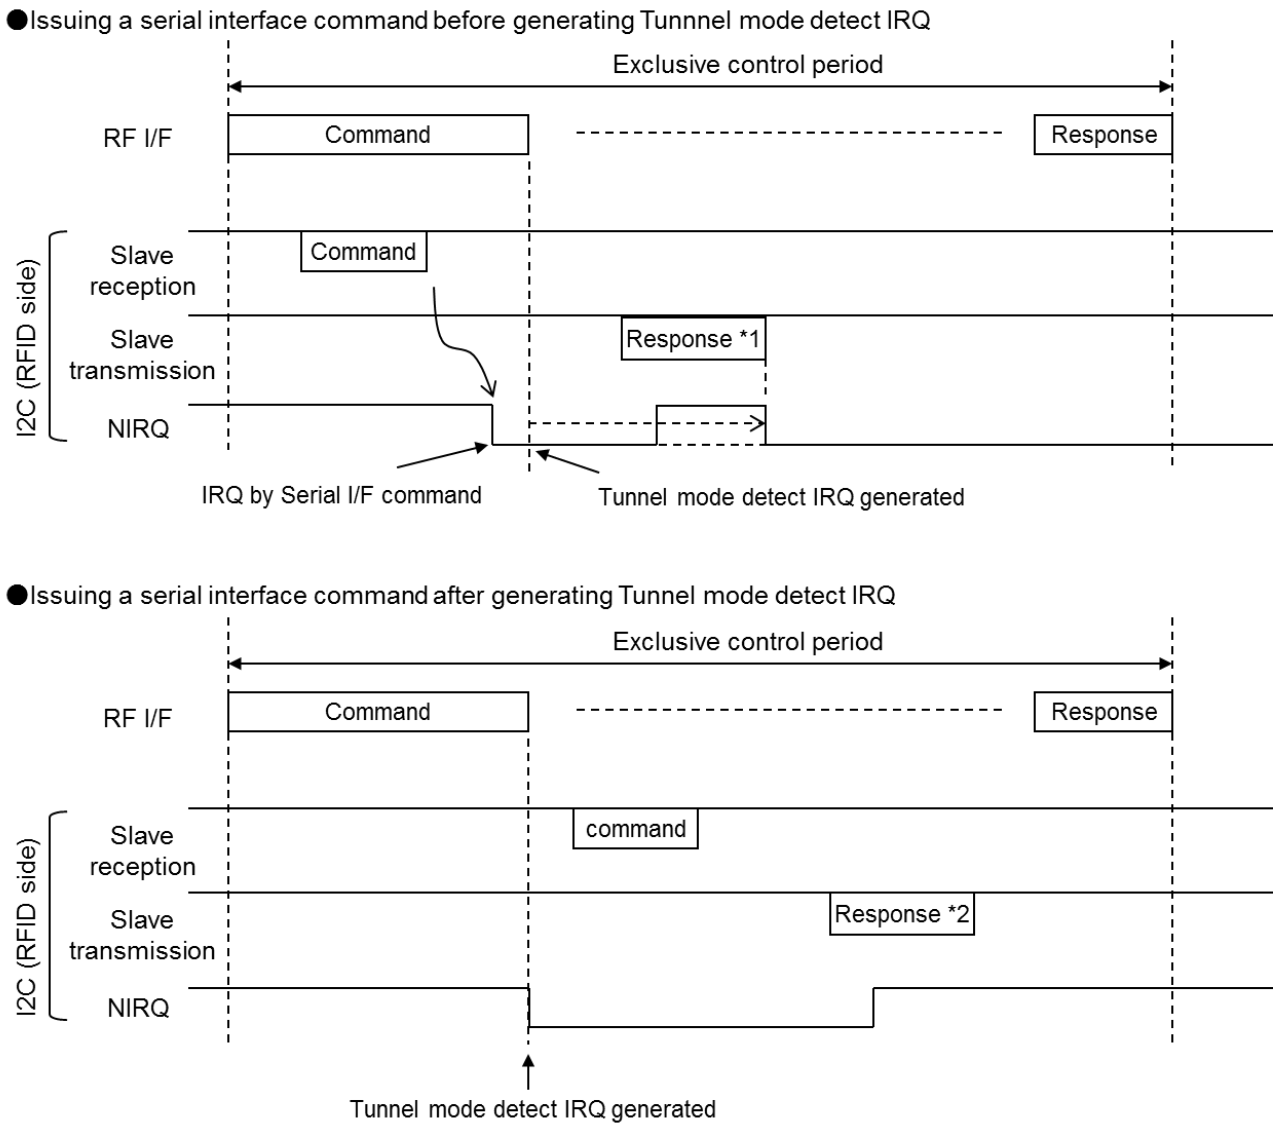 ●Issuing a serial interface command before generating Tunnnel mode detect IRQ
Exclusive control period
RF I/F
Command
Response
I2C (RFID side)
Slave
reception
Command
Slave
transmission
Response *1
NIRQ
IRQ by Serial I/F command
Tunnel mode detect IRQ generated
●Issuing a serial interface command after generating Tunnel mode detect IRQ
Exclusive control period
RF I/F
Command
Response
I2C (RFID side)
Slave
reception
command
Slave
transmission
Response *2
NIRQ
Tunnel mode detect IRQ generated